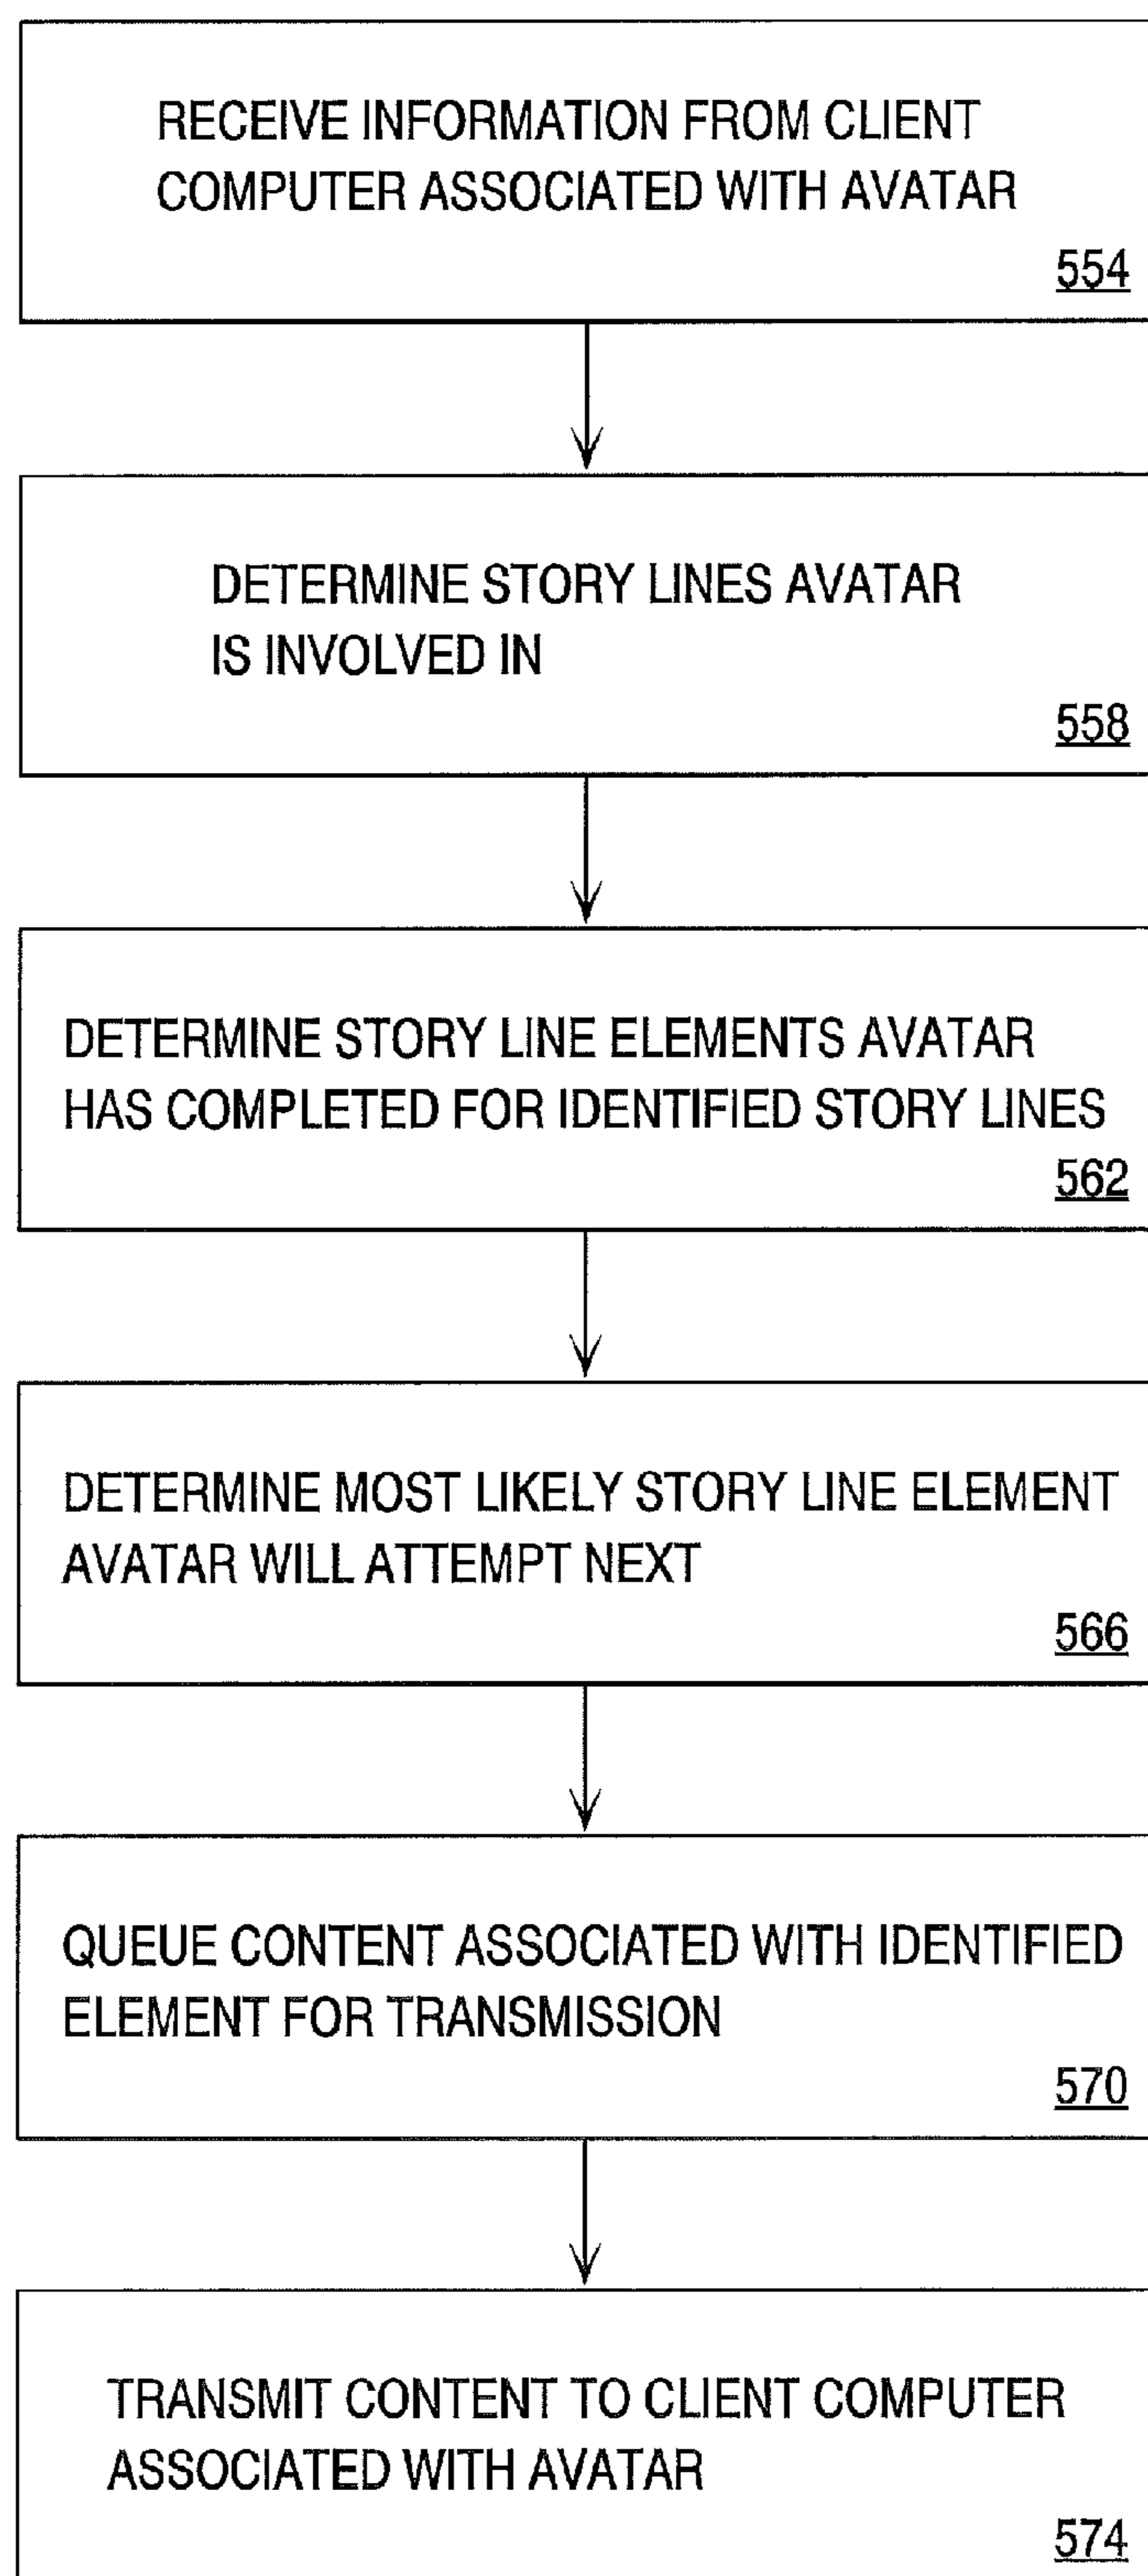 RECEIVE INFORMATION FROM CLIENT
COMPUTER ASSOCIATED WITH AVATAR
554
DETERMINE STORY LINES AVATAR
IS INVOLVED IN
558
DETERMINE STORY LINE ELEMENTS AVATAR
HAS COMPLETED FOR IDENTIFIED STORY LINES
562
DETERMINE MOST LIKELY STORY LINE ELEMENT
AVATAR WILL ATTEMPT NEXT
566
QUEUE CONTENT ASSOCIATED WITH IDENTIFIED
ELEMENT FOR TRANSMISSION
570
TRANSMIT CONTENT TO CLIENT COMPUTER
ASSOCIATED WITH AVATAR
574